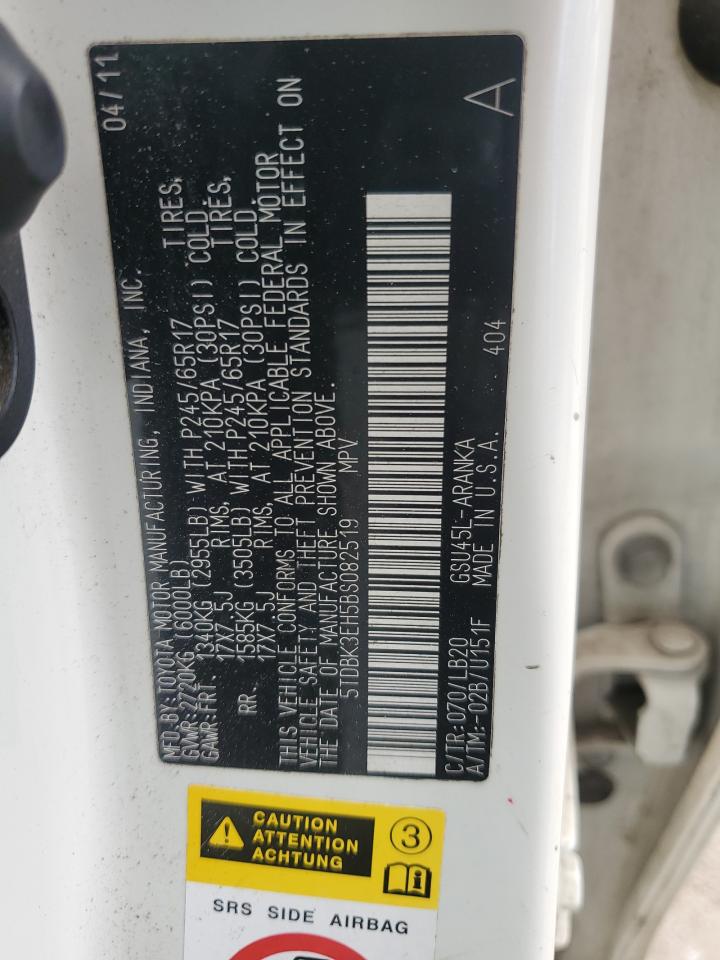 MFD.BY:TOYOTA MOTOR MANUFACTURING, INDIANA, INC. 04/11
GVWR:2720KG (6000LB)
GAWR:FRT. 1340KG (2955LB) WITH P245/65R17 TIRES,
17X7.5J RIMS, AT 210KPA (30PSI) COLD.
RR. 1585KG (3505LB) WITH P245/65R17 TIRES,
17X7.5J RIMS, AT 210KPA (30PSI) COLD.
THIS VEHICLE CONFORMS TO ALL APPLICABLE FEDERAL MOTOR
VEHICLE SAFETY AND THEFT PREVENTION STANDARDS IN EFFECT ON
THE DATE OF MANUFACTURE SHOWN ABOVE.
5TDBK3EH5BS082519 MPV
C/TR:070/LB20 GSU45L-ARANKA A
A/TM:-02B/U151F MADE IN U.S.A. 404
CAUTION
ATTENTION
ACHTUNG
3
SRS SIDE AIRBAG